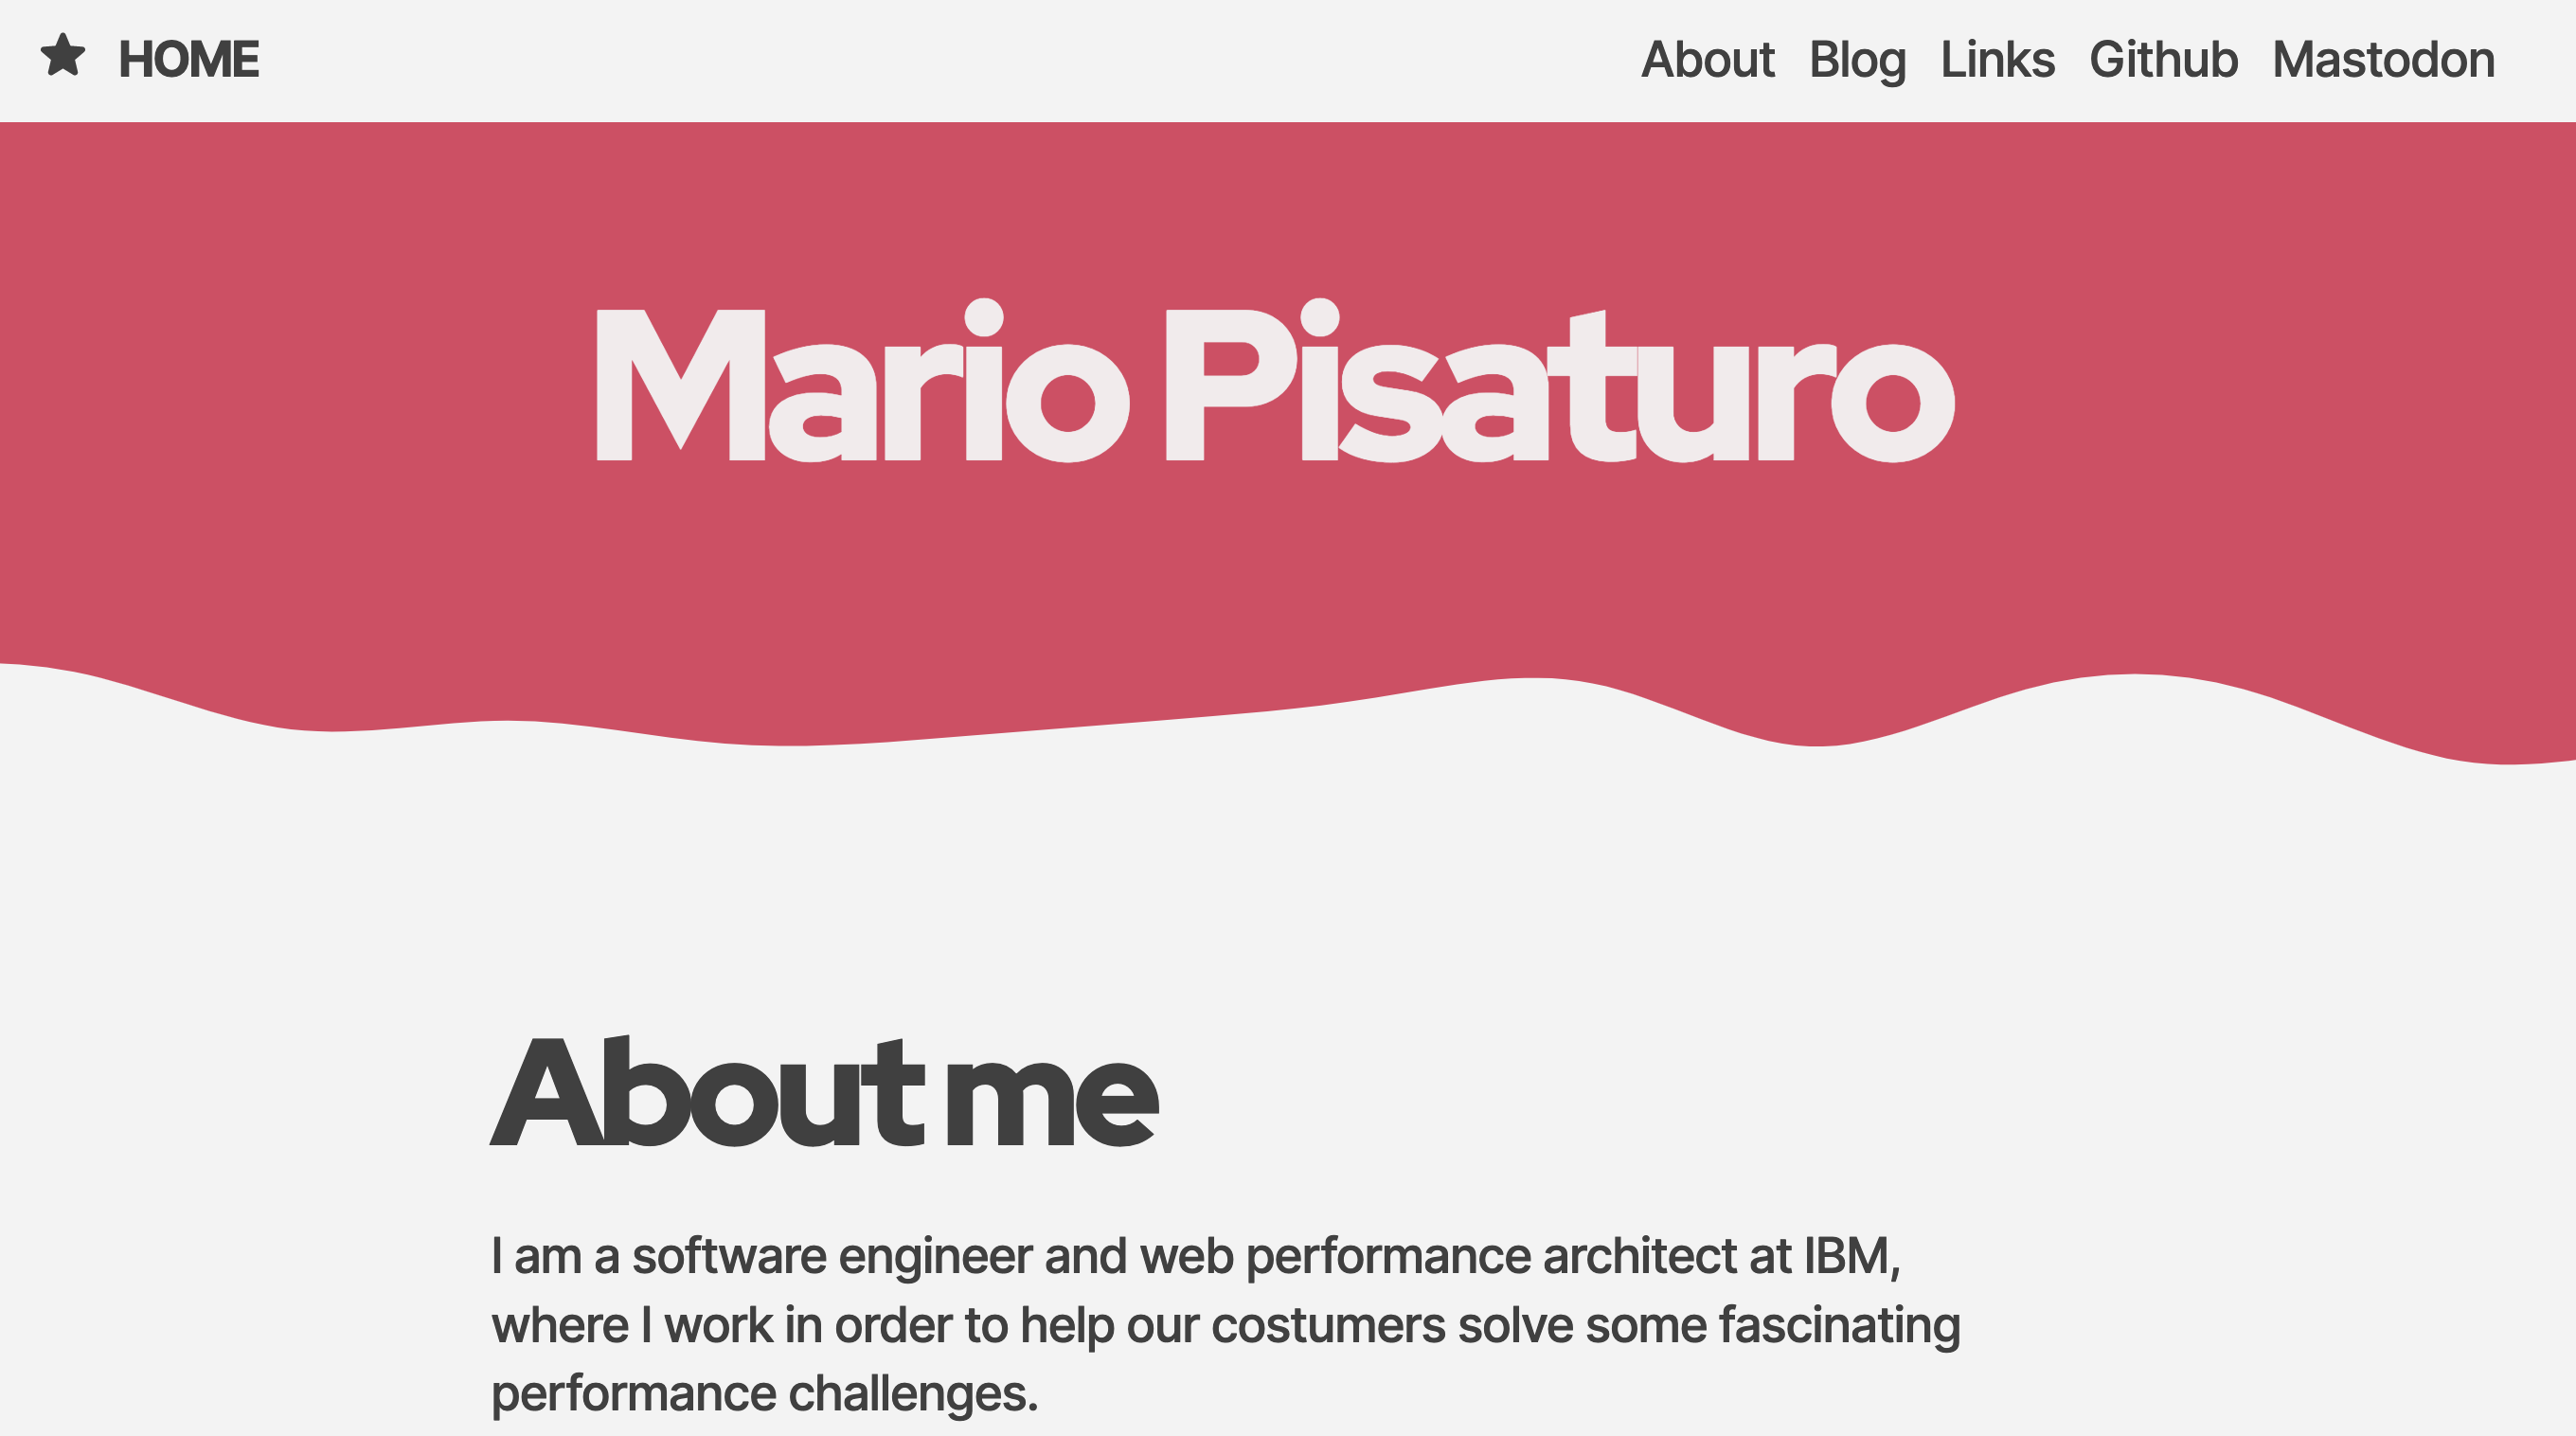 HOME
About Blog Links Github Mastodon
Mario Pisaturo
About me
I am a software engineer and web performance architect at IBM,
where I work in order to help our costumers solve some fascinating
performance challenges.